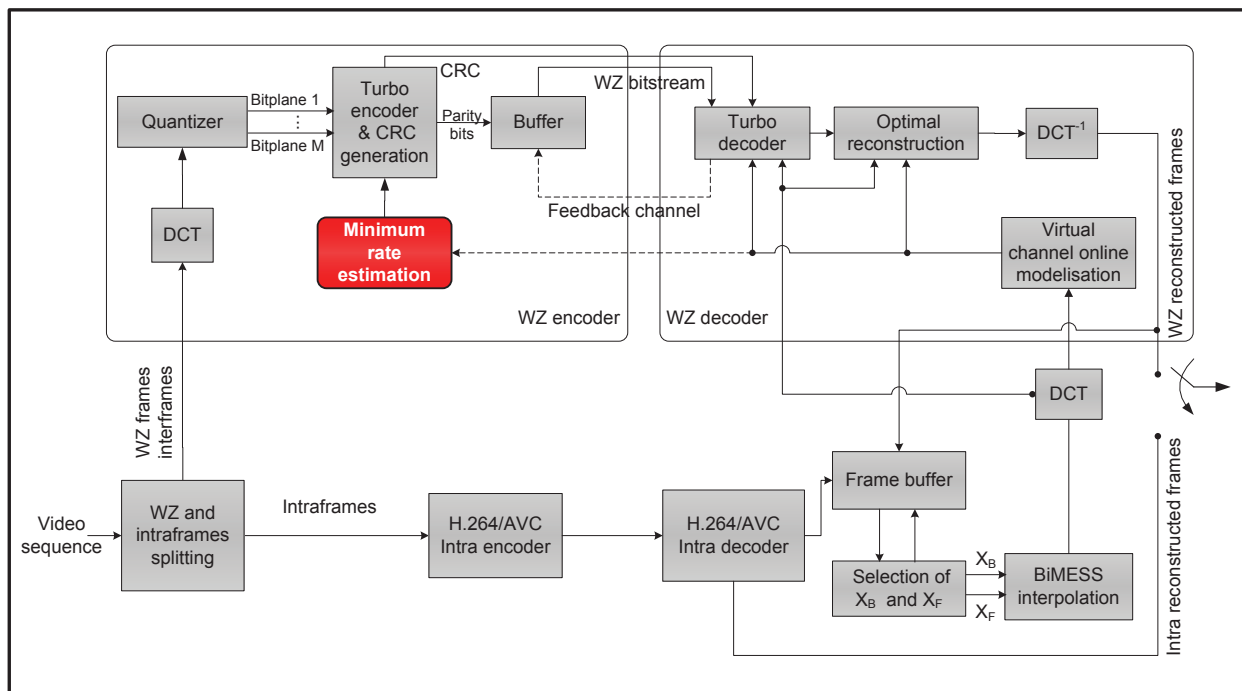 CRC
WZ bitstream
Bitplane 1
⋮
Bitplane M
Quantizer
Turbo
encoder
& CRC
generation
Parity
bits
Buffer
Turbo
decoder
Optimal
reconstruction
DCT-1
Feedback channel
DCT
Minimum
rate
estimation
Virtual
channel online
modelisation
WZ encoder
WZ decoder
WZ reconstructed frames
WZ frames
interframes
DCT
Frame buffer
Video
sequence
WZ and
intraframes
splitting
Intraframes
H.264/AVC
Intra encoder
H.264/AVC
Intra decoder
Selection of
XB and XF
XB
XF
BiMESS
interpolation
Intra reconstructed frames